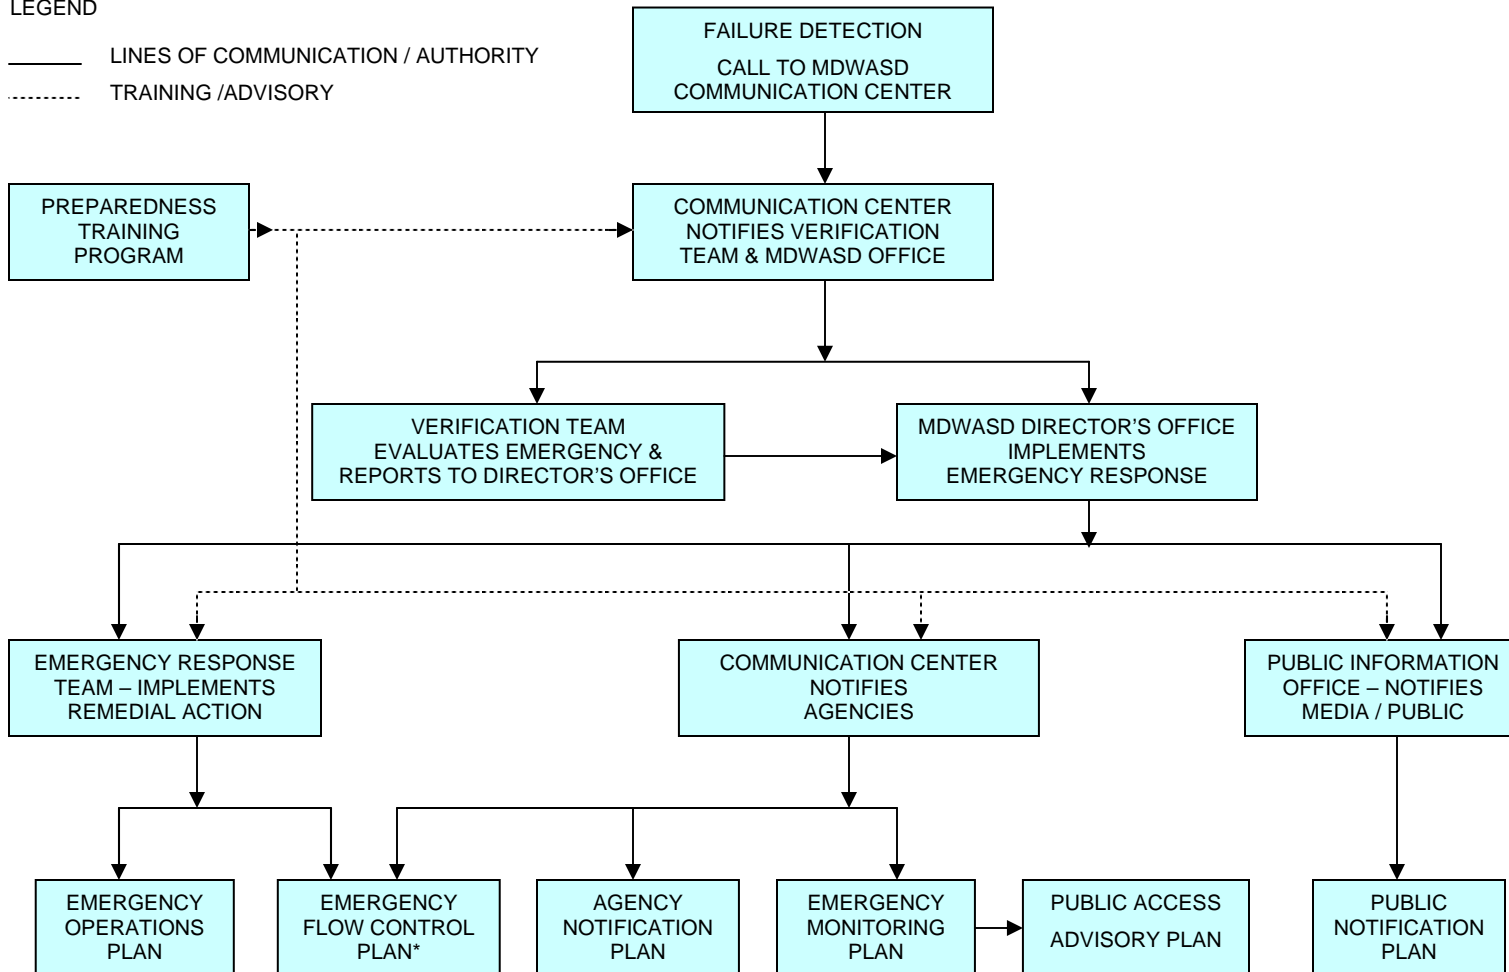 LEGEND
LINES OF COMMUNICATION / AUTHORITY
TRAINING /ADVISORY
FAILURE DETECTION
CALL TO MDWASD
COMMUNICATION CENTER
PREPAREDNESS
TRAINING
PROGRAM
COMMUNICATION CENTER
NOTIFIES VERIFICATION
TEAM & MDWASD OFFICE
VERIFICATION TEAM
EVALUATES EMERGENCY &
REPORTS TO DIRECTOR’S OFFICE
MDWASD DIRECTOR’S OFFICE
IMPLEMENTS
EMERGENCY RESPONSE
EMERGENCY RESPONSE
TEAM – IMPLEMENTS
REMEDIAL ACTION
COMMUNICATION CENTER
NOTIFIES
AGENCIES
PUBLIC INFORMATION
OFFICE – NOTIFIES
MEDIA / PUBLIC
EMERGENCY
OPERATIONS
PLAN
EMERGENCY
FLOW CONTROL
PLAN*
AGENCY
NOTIFICATION
PLAN
EMERGENCY
MONITORING
PLAN
PUBLIC ACCESS
ADVISORY PLAN
PUBLIC
NOTIFICATION
PLAN